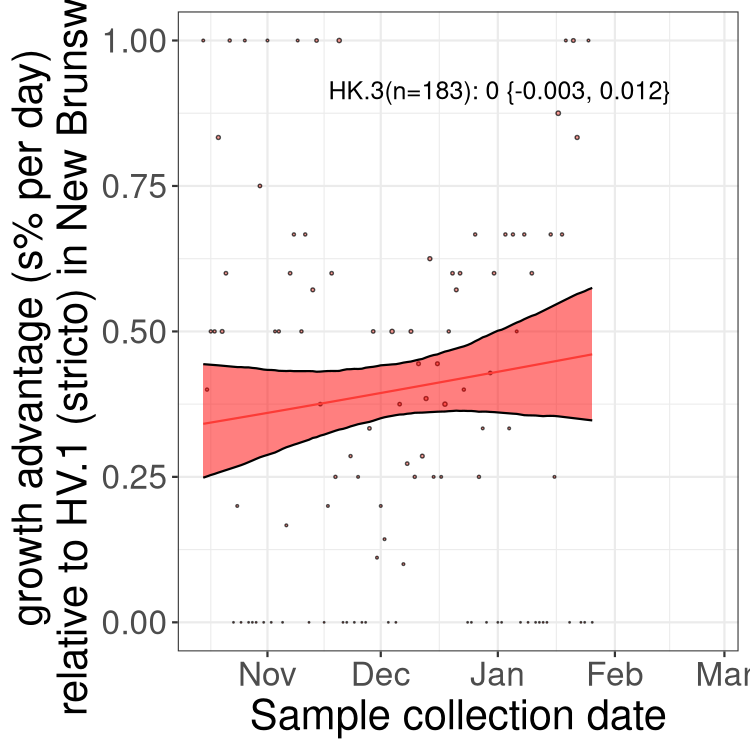 growth advantage (s% per day)
relative to HV.1 (stricto) in New Brunsw
1.00
0.75
0.50
0.25
0.00
HK.3(n=183): 0 {-0.003, 0.012}
Nov Dec Jan Feb Mar
Sample collection date